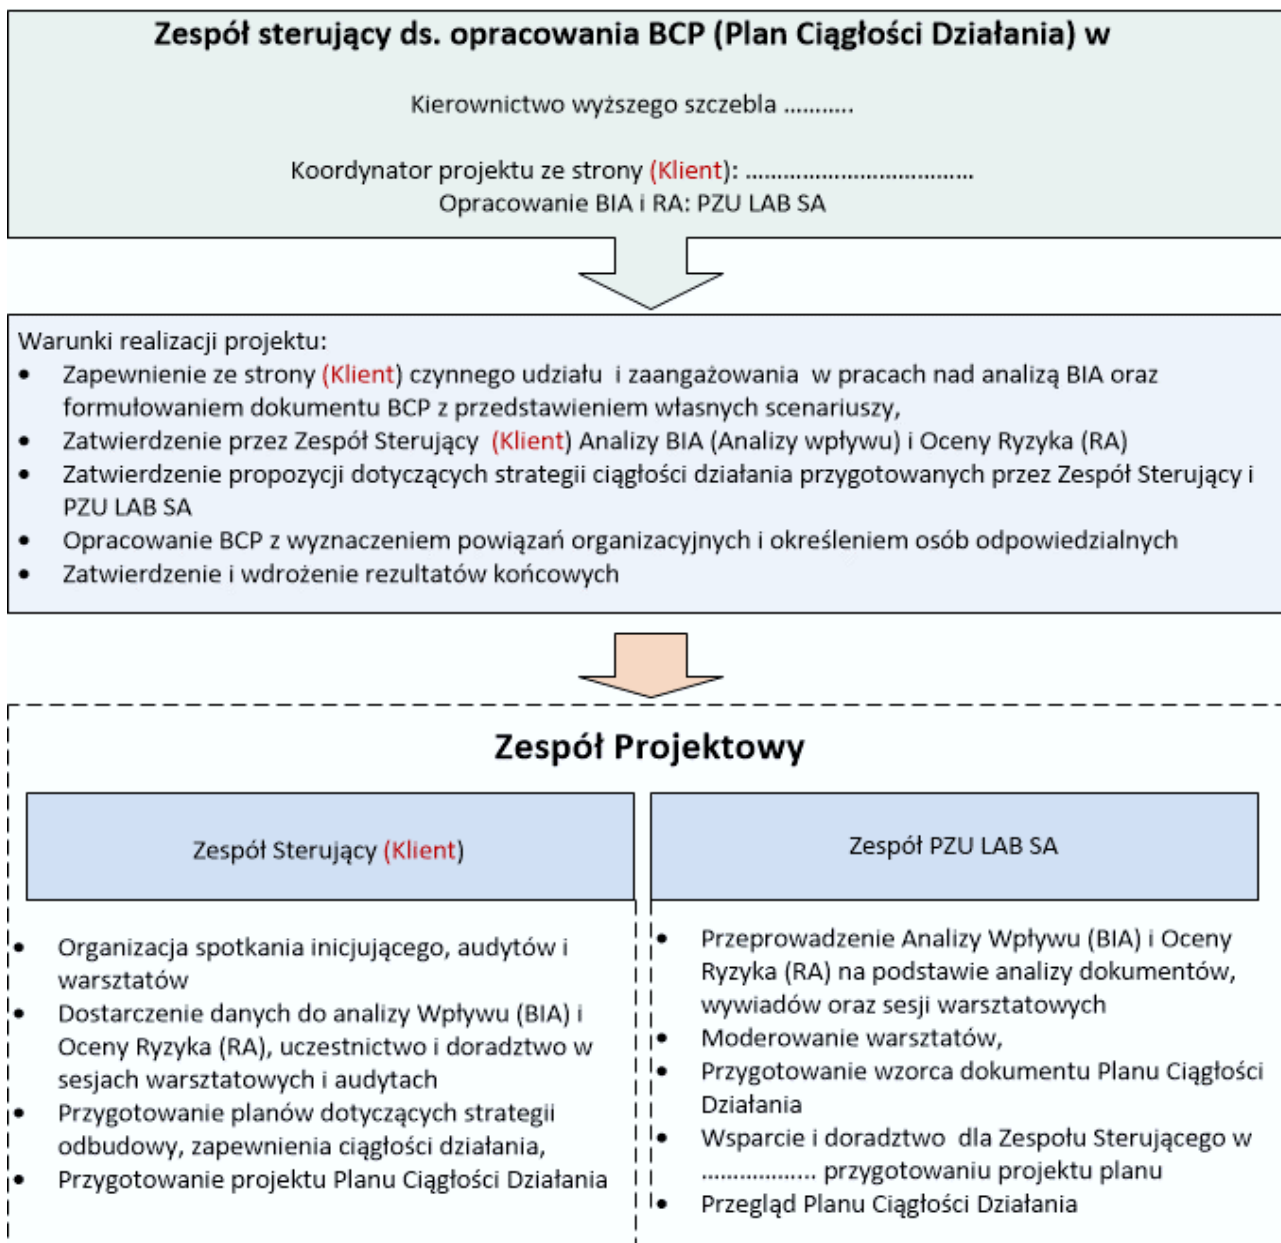 Zespół sterujący ds. opracowania BCP (Plan Ciągłości Działania) w
Kierownictwo wyższego szczebla ...........
Koordynator projektu ze strony (Klient): ....................................
Opracowanie BIA i RA: PZU LAB SA
Warunki realizacji projektu:
• Zapewnienie ze strony (Klient) czynnego udziału i zaangażowania w pracach nad analizą BIA oraz
formułowaniem dokumentu BCP z przedstawieniem własnych scenariuszy,
• Zatwierdzenie przez Zespół Sterujący (Klient) Analizy BIA (Analizy wpływu) i Oceny Ryzyka (RA)
• Zatwierdzenie propozycji dotyczących strategii ciągłości działania przygotowanych przez Zespół Sterujący i
PZU LAB SA
• Opracowanie BCP z wyznaczeniem powiązań organizacyjnych i określeniem osób odpowiedzialnych
• Zatwierdzenie i wdrożenie rezultatów końcowych
Zespół Projektowy
Zespół Sterujący (Klient)
• Organizacja spotkania inicjującego, audytów i
warsztatów
• Dostarczenie danych do analizy Wpływu (BIA) i
Oceny Ryzyka (RA), uczestnictwo i doradztwo w
sesjach warsztatowych i audytach
• Przygotowanie planów dotyczących strategii
odbudowy, zapewnienia ciągłości działania,
• Przygotowanie projektu Planu Ciągłości Działania
Zespół PZU LAB SA
• Przeprowadzenie Analizy Wpływu (BIA) i Oceny
Ryzyka (RA) na podstawie analizy dokumentów,
wywiadów oraz sesji warsztatowych
• Moderowanie warsztatów,
• Przygotowanie wzorca dokumentu Planu Ciągłości
Działania
• Wsparcie i doradztwo dla Zespołu Sterującego w
.................. przygotowaniu projektu planu
• Przegląd Planu Ciągłości Działania